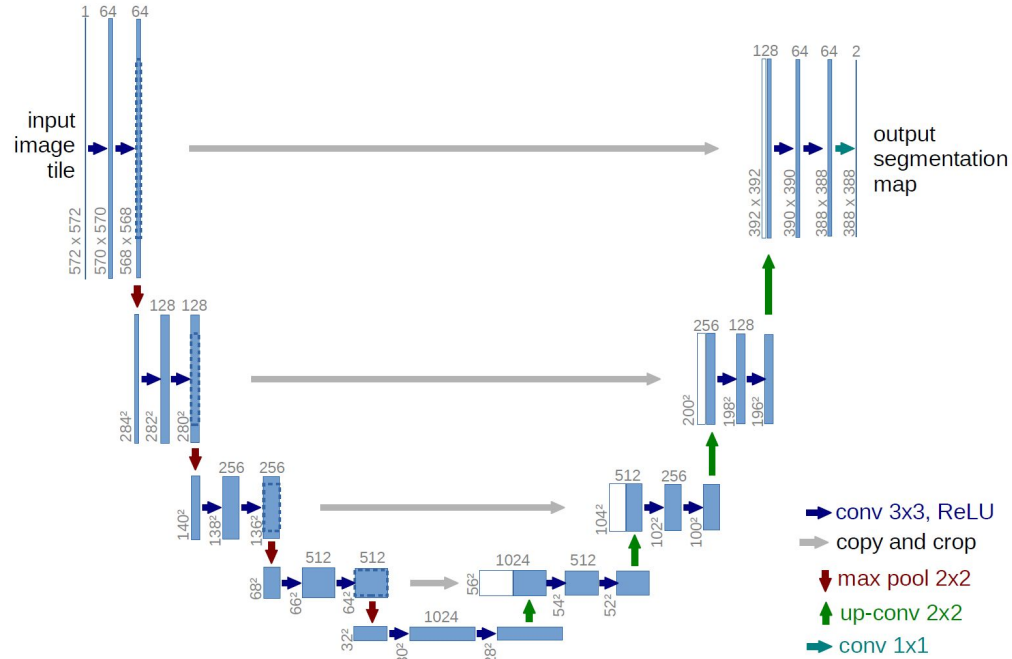 1 64 64
128 64 64 2
input
image
tile
output
segmentation
map
572 x 572
570 x 570
568 x 568
392 x 392
390 x 390
388 x 388
388 x 388
128 128
256 128
284²
282²
280²
200²
198²
196²
256 256
512 256
140²
138²
136²
104²
102²
100²
512 512
1024 512
68²
66²
64²
56²
54²
52²
1024
32²
conv 3x3, ReLU
copy and crop
max pool 2x2
up-conv 2x2
conv 1x1